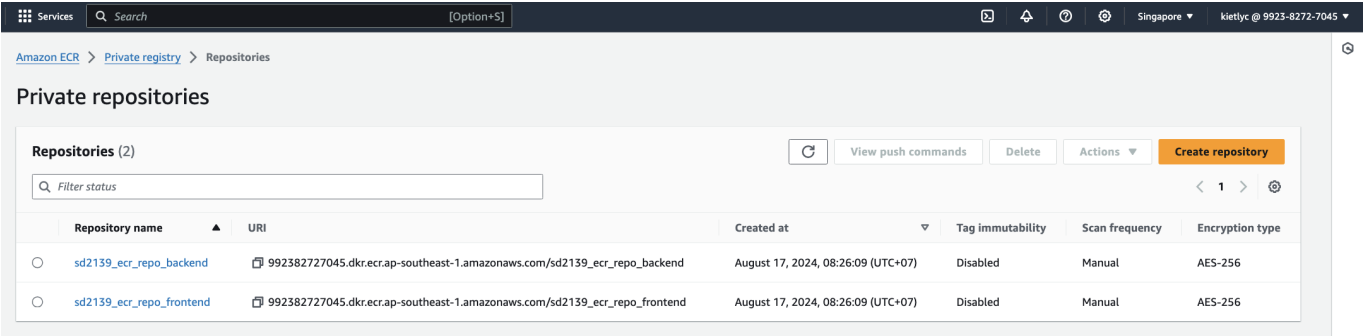 Services Search [Option+S] Singapore ▼ kietlyc @ 9923-8272-7045 ▼
Amazon ECR > Private registry > Repositories
Private repositories
Repositories (2) View push commands Delete Actions ▼ Create repository
Filter status < 1 >
Repository name ▲ URI Created at ▽ Tag immutability Scan frequency Encryption type
sd2139_ecr_repo_backend 992382727045.dkr.ecr.ap-southeast-1.amazonaws.com/sd2139_ecr_repo_backend August 17, 2024, 08:26:09 (UTC+07) Disabled Manual AES-256
sd2139_ecr_repo_frontend 992382727045.dkr.ecr.ap-southeast-1.amazonaws.com/sd2139_ecr_repo_frontend August 17, 2024, 08:26:09 (UTC+07) Disabled Manual AES-256